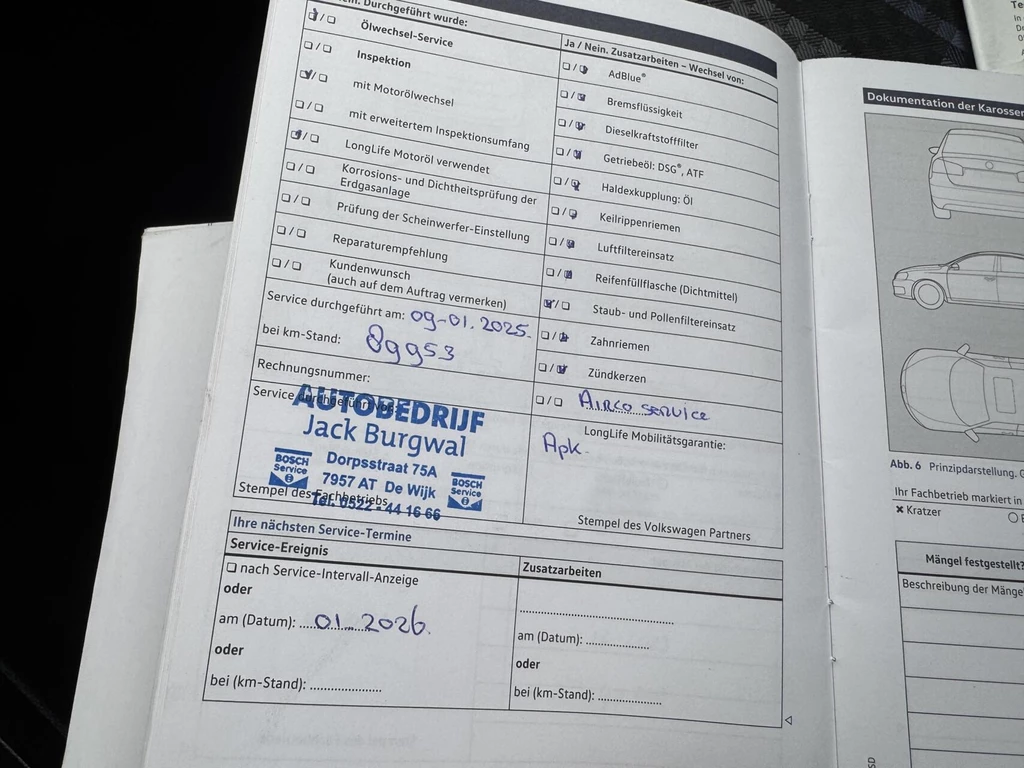 Durchgeführt wurde:
Ölwechsel-Service
Inspektion
mit Motorölwechsel
mit erweitertem Inspektionsumfang
LongLife Motoröl verwendet
Korrosions- und Dichtheitsprüfung der
Erdgasanlage
Prüfung der Scheinwerfer-Einstellung
Reparaturempfehlung
Kundenwunsch
(auch auf dem Auftrag vermerken)
Service durchgeführt am: 09-01.2025.
bei km-Stand: 89953
Rechnungsnummer:
Service durchgeführt von:
AUTOBEDRIJF
Jack Burgwal
Dorpsstraat 75A
7957 AT De Wijk
Tel. 0522 - 44 16 66
BOSCH
Service
BOSCH
Service
Stempel des Fachbetriebs
Ja / Nein. Zusatzarbeiten – Wechsel von:
AdBlue®
Bremsflüssigkeit
Dieselkraftstofffilter
Getriebeöl: DSG®, ATF
Haldexkupplung: Öl
Keilrippenriemen
Luftfiltereinsatz
Reifenfüllflasche (Dichtmittel)
Staub- und Pollenfiltereinsatz
Zahnriemen
Zündkerzen
Airco service
LongLife Mobilitätsgarantie:
Apk.
Stempel des Volkswagen Partners
Ihre nächsten Service-Termine
Service-Ereignis
nach Service-Intervall-Anzeige
oder
am (Datum): 01 2026.
oder
bei (km-Stand): ....................
Zusatzarbeiten
am (Datum): ..................
oder
bei (km-Stand): ..................
Dokumentation der
Abb. 6 Prinzipdarstellung.
Ihr Fachbetrieb markiert in
× Kratzer
Mängel festgestellt?
Beschreibung der